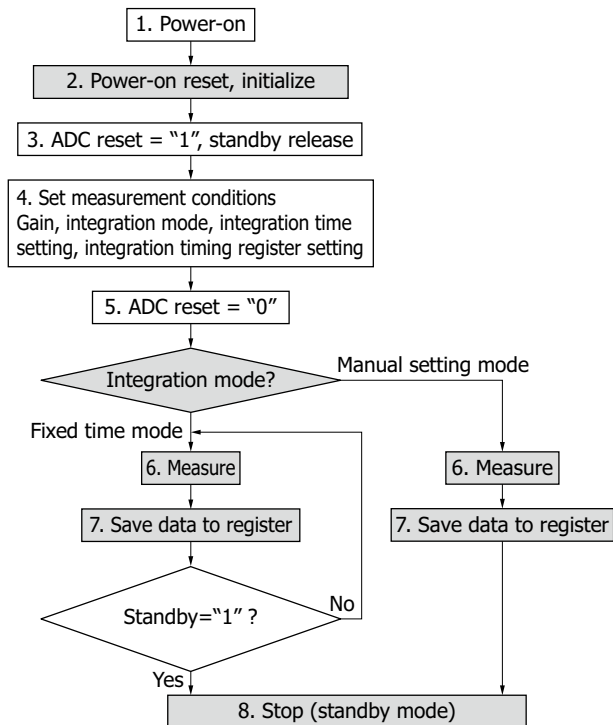 1. Power-on
2. Power-on reset, initialize
3. ADC reset = “1”, standby release
4. Set measurement conditions
Gain, integration mode, integration time
setting, integration timing register setting
5. ADC reset = “0”
Integration mode?
Manual setting mode
Fixed time mode
6. Measure
7. Save data to register
Standby=“1” ?
No
Yes
6. Measure
7. Save data to register
8. Stop (standby mode)